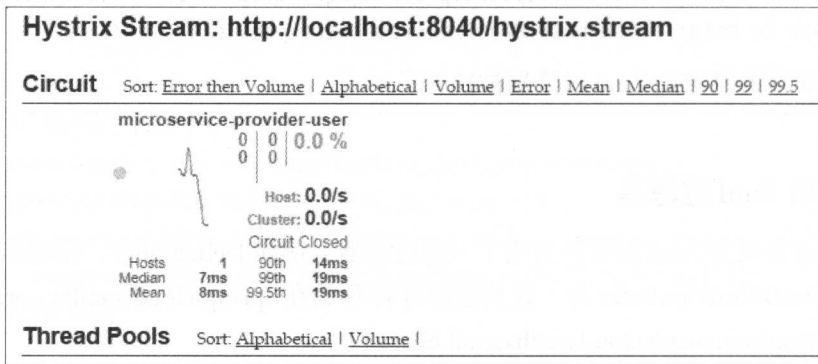 Hystrix Stream: http://localhost:8040/hystrix.stream
Circuit Sort: Error then Volume | Alphabetical | Volume | Error | Mean | Median | 90 | 99 | 99.5
microservice-provider-user
0 | 0 | 0.0 %
0 | 0 |
Host: 0.0/s
Cluster: 0.0/s
Circuit Closed
Hosts 1 90th 14ms
Median 7ms 99th 19ms
Mean 8ms 99.5th 19ms
Thread Pools Sort: Alphabetical | Volume |